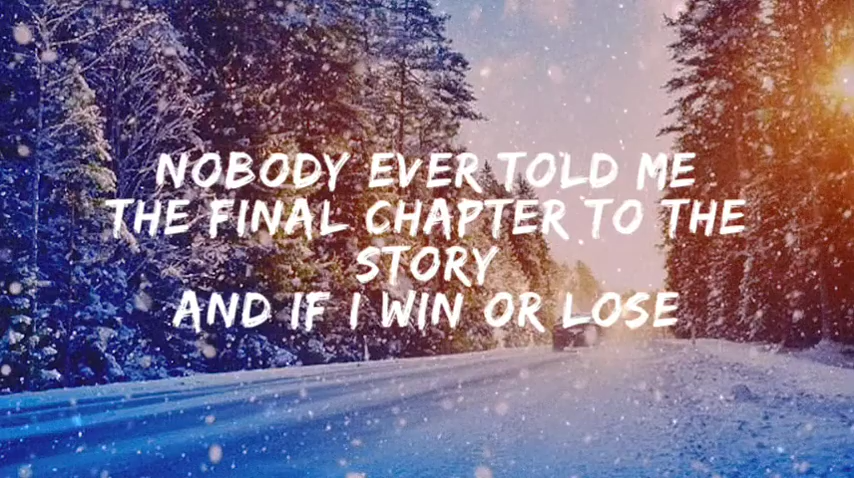 NOBODY EVER TOLD ME
THE FINAL CHAPTER TO THE
STORY
AND IF I WIN OR LOSE